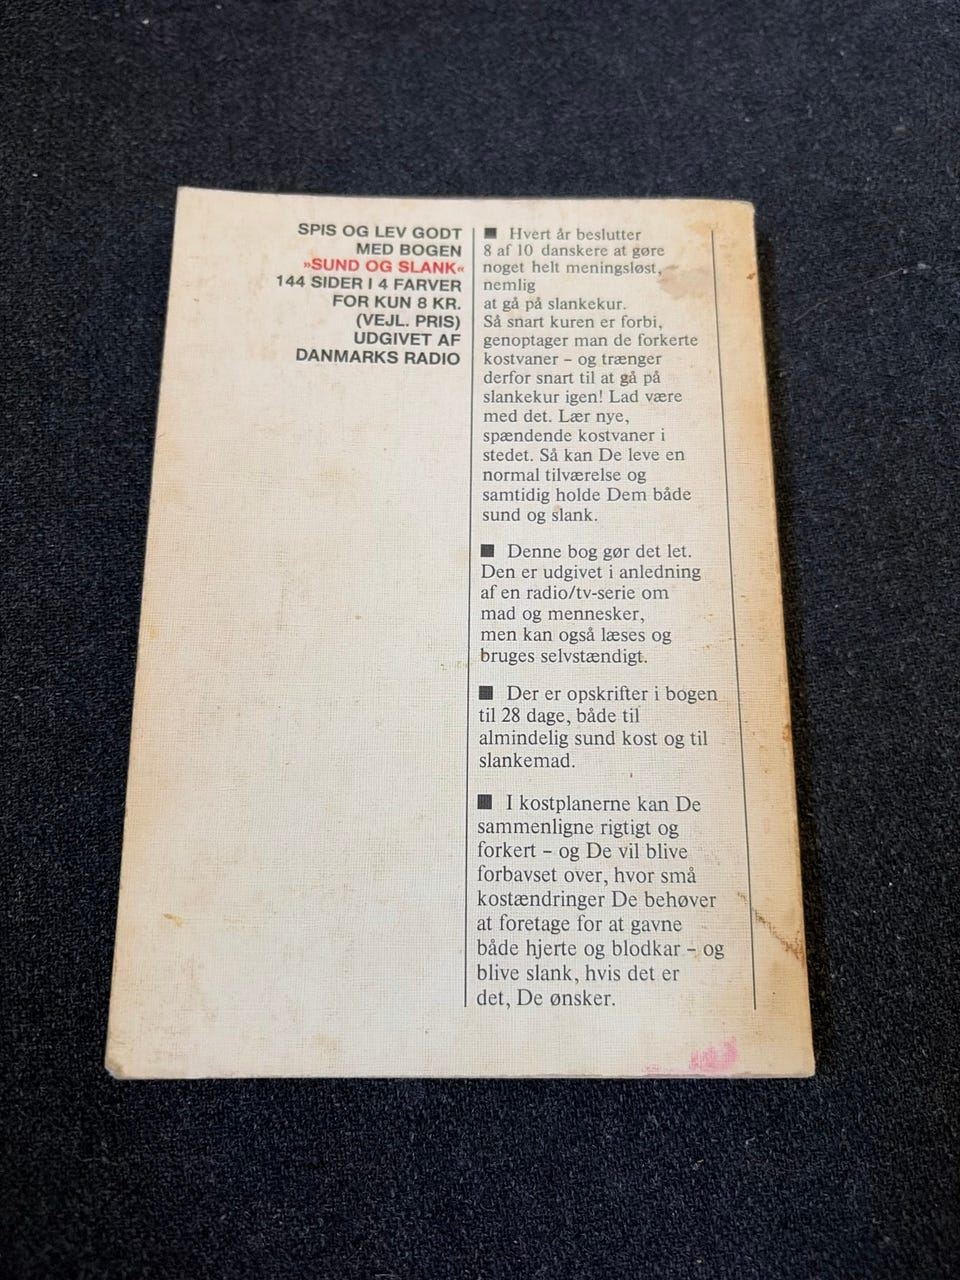 SPIS OG LEV GODT
MED BOGEN
»SUND OG SLANK«
144 SIDER I 4 FARVER
FOR KUN 8 KR.
(VEJL. PRIS)
UDGIVET AF
DANMARKS RADIO
■ Hvert år beslutter
8 af 10 danskere at gøre
noget helt meningsløst,
nemlig
at gå på slankekur.
Så snart kuren er forbi,
genoptager man de forkerte
kostvaner – og trænger
derfor snart til at gå på
slankekur igen! Lad være
med det. Lær nye,
spændende kostvaner i
stedet. Så kan De leve en
normal tilværelse og
samtidig holde Dem både
sund og slank.
■ Denne bog gør det let.
Den er udgivet i anledning
af en radio/tv-serie om
mad og mennesker,
men kan også læses og
bruges selvstændigt.
■ Der er opskrifter i bogen
til 28 dage, både til
almindelig sund kost og til
slankemad.
■ I kostplanerne kan De
sammenligne rigtigt og
forkert – og De vil blive
forbavset over, hvor små
kostændringer De behøver
at foretage for at gavne
både hjerte og blodkar – og
blive slank, hvis det er
det, De ønsker.